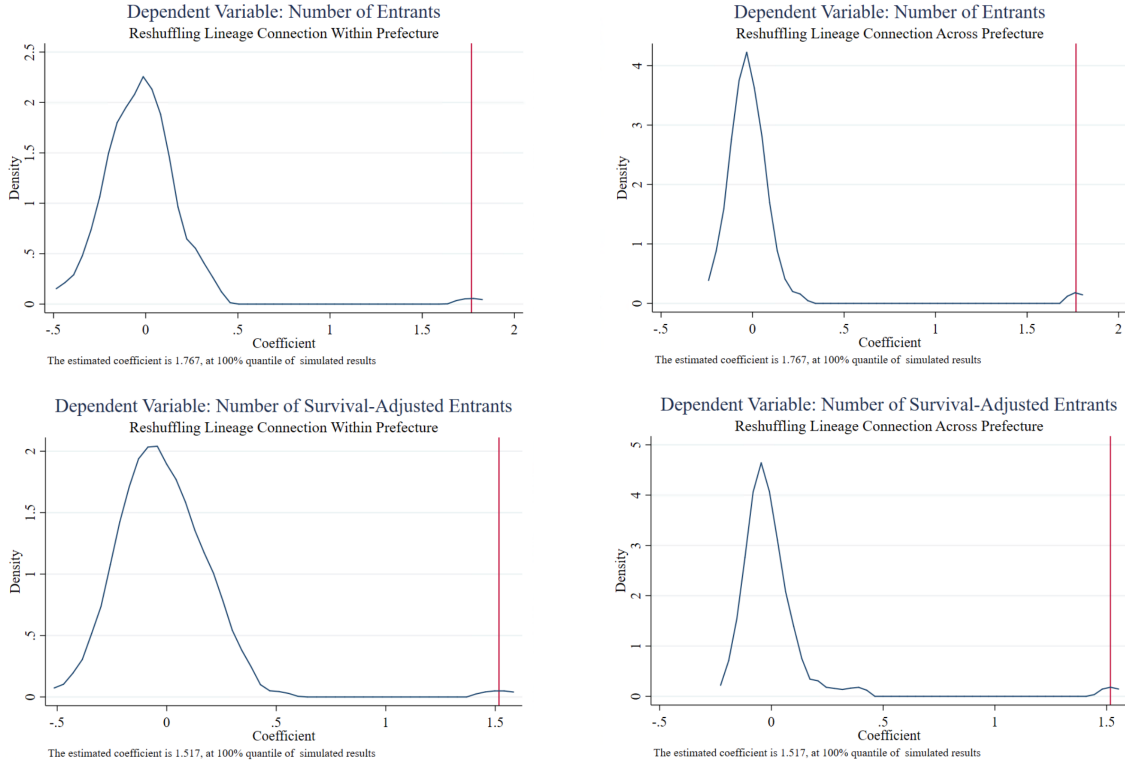 Dependent Variable: Number of Entrants
Reshuffling Lineage Connection Within Prefecture
2.5
2
1.5
1
.5
0
Density
-.5 0 .5 1 1.5 2
Coefficient
The estimated coefficient is 1.767, at 100% quantile of simulated results
Dependent Variable: Number of Entrants
Reshuffling Lineage Connection Across Prefecture
4
3
2
1
0
Density
-.5 0 .5 1 1.5 2
Coefficient
The estimated coefficient is 1.767, at 100% quantile of simulated results
Dependent Variable: Number of Survival-Adjusted Entrants
Reshuffling Lineage Connection Within Prefecture
2
1.5
1
.5
0
Density
-.5 0 .5 1 1.5
Coefficient
The estimated coefficient is 1.517, at 100% quantile of simulated results
Dependent Variable: Number of Survival-Adjusted Entrants
Reshuffling Lineage Connection Across Prefecture
5
4
3
2
1
0
Density
-.5 0 .5 1 1.5
Coefficient
The estimated coefficient is 1.517, at 100% quantile of simulated results